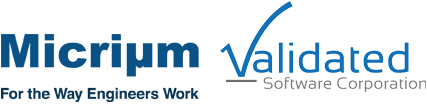 Micriµm
For the Way Engineers Work
Validated
Software Corporation